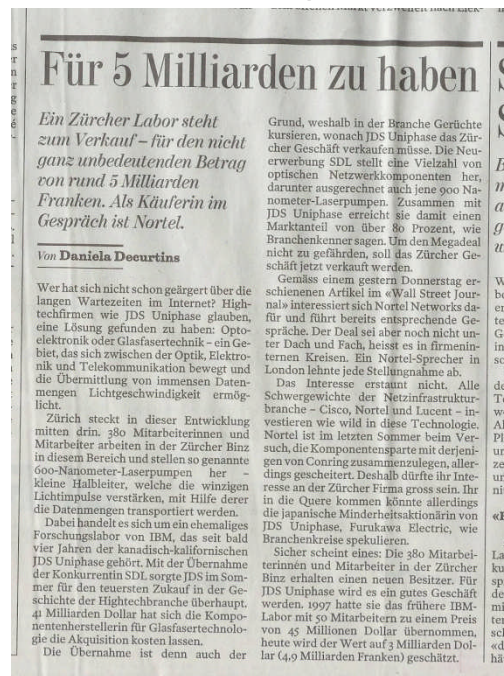 Für 5 Milliarden zu haben
Ein Zürcher Labor steht
zum Verkauf – für den nicht
ganz unbedeutenden Betrag
von rund 5 Milliarden
Franken. Als Käuferin im
Gespräch ist Nortel.
Von Daniela Decurtins
Wer hat sich nicht schon geärgert über die
langen Wartezeiten im Internet? High-
techfirmen wie JDS Uniphase glauben,
eine Lösung gefunden zu haben: Opto-
elektronik oder Glasfasertechnik – ein Ge-
biet, das sich zwischen der Optik, Elektro-
nik und Telekommunikation bewegt und
die Übermittlung von immensen Daten-
mengen Lichtgeschwindigkeit ermög-
licht.
Zürich steckt in dieser Entwicklung
mitten drin. 380 Mitarbeiterinnen und
Mitarbeiter arbeiten in der Zürcher Binz
in diesem Bereich und stellen so genannte
600-Nanometer-Laserpumpen her –
kleine Halbleiter, welche die winzigen
Lichtimpulse verstärken, mit Hilfe derer
die Datenmengen transportiert werden.
Dabei handelt es sich um ein ehemaliges
Forschungslabor von IBM, das seit bald
vier Jahren der kanadisch-kalifornischen
JDS Uniphase gehört. Mit der Übernahme
der Konkurrentin SDL sorgte JDS im Som-
mer für den teuersten Zukauf in der Ge-
schichte der Hightechbranche überhaupt.
41 Milliarden Dollar hat sich die Kompo-
nentenherstellerin für Glasfasertechnolo-
gie die Akquisition kosten lassen.
Die Übernahme ist denn auch der
Grund, weshalb in der Branche Gerüchte
kursieren, wonach JDS Uniphase das Zür-
cher Geschäft verkaufen müsse. Die Neu-
erwerbung SDL stellt eine Vielzahl von
optischen Netzwerkkomponenten her,
darunter ausgerechnet auch jene 900 Na-
nometer-Laserpumpen. Zusammen mit
JDS Uniphase erreicht sie damit einen
Marktanteil von über 80 Prozent, wie
Branchenkenner sagen. Um den Megadeal
nicht zu gefährden, soll das Zürcher Ge-
schäft jetzt verkauft werden.
Gemäss einem gestern Donnerstag er-
schienenen Artikel im «Wall Street Jour-
nal» interessiert sich Nortel Networks da-
für und führt bereits entsprechende Ge-
spräche. Der Deal sei aber noch nicht un-
ter Dach und Fach, heisst es in firmenin-
ternen Kreisen. Ein Nortel-Sprecher in
London lehnte jede Stellungnahme ab.
Das Interesse erstaunt nicht. Alle
Schwergewichte der Netzinfrastruktur-
branche – Cisco, Nortel und Lucent – in-
vestieren wie wild in diese Technologie.
Nortel ist im letzten Sommer beim Ver-
such, die Komponentensparte mit derjeni-
gen von Conring zusammenzulegen, aller-
dings gescheitert. Deshalb dürfte ihr Inte-
resse an der Zürcher Firma gross sein. Ihr
in die Quere kommen könnte allerdings
die japanische Minderheitsaktionärin von
JDS Uniphase, Furukawa Electric, wie
Branchenkreise spekulieren.
Sicher scheint eines: Die 380 Mitarbei-
terinnen und Mitarbeiter in der Zürcher
Binz erhalten einen neuen Besitzer. Für
JDS Uniphase wird es ein gutes Geschäft
werden. 1997 hatte sie das frühere IBM-
Labor mit 50 Mitarbeitern zu einem Preis
von 45 Millionen Dollar übernommen,
heute wird der Wert auf 3 Milliarden Dol-
lar (4,9 Milliarden Franken) geschätzt.